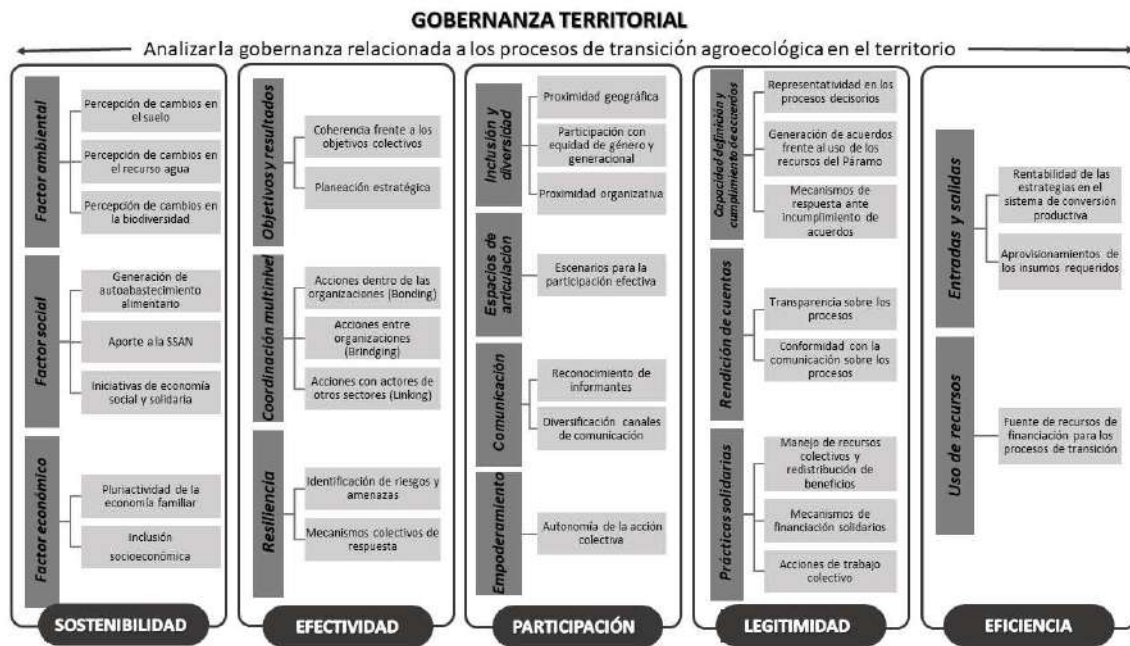 GOBERNANZA TERRITORIAL
Analizar la gobernanza relacionada a los procesos de transición agroecológica en el territorio
Factor ambiental
Percepción de cambios en
el suelo
Percepción de cambios en
el recurso agua
Percepción de cambios en
la biodiversidad
Factor social
Generación de
autoabastecimiento
alimentario
Aporte a la SSAN
Iniciativas de economía
social y solidaria
Factor económico
Pluriactividad de la
economía familiar
Inclusión
socioeconómica
SOSTENIBILIDAD
Objetivos y resultados
Coherencia frente a los
objetivos colectivos
Planeación estratégica
Coordinación multinivel
Acciones dentro de las
organizaciones (Bonding)
Acciones entre
organizaciones
(Brindging)
Acciones con actores de
otros sectores (Linking)
Resiliencia
Identificación de riesgos y
amenazas
Mecanismos colectivos de
respuesta
EFECTIVIDAD
Inclusión y
diversidad
Proximidad geográfica
Participación con
equidad de género y
generacional
Proximidad organizativa
Espacios de
articulación
Escenarios para la
participación efectiva
Comunicación
Reconocimiento de
informantes
Diversificación canales
de comunicación
Empoderamiento
Autonomía de la acción
colectiva
PARTICIPACIÓN
Capacidad definición y
cumplimiento de acuerdos
Representatividad en los
procesos decisorios
Generación de acuerdos
frente al uso de los
recursos del Páramo
Mecanismos de
respuesta ante
incumplimiento de
acuerdos
Rendición de cuentas
Transparencia sobre los
procesos
Conformidad con la
comunicación sobre los
procesos
Prácticas solidarias
Manejo de recursos
colectivos y
redistribución de
beneficios
Mecanismos de
financiación solidarios
Acciones de trabajo
colectivo
LEGITIMIDAD
Entradas y salidas
Rentabilidad de las
estrategias en el
sistema de conversión
productiva
Aprovisionamientos de
los insumos requeridos
Uso de recursos
Fuente de recursos de
financiación para los
procesos de transición
EFICIENCIA